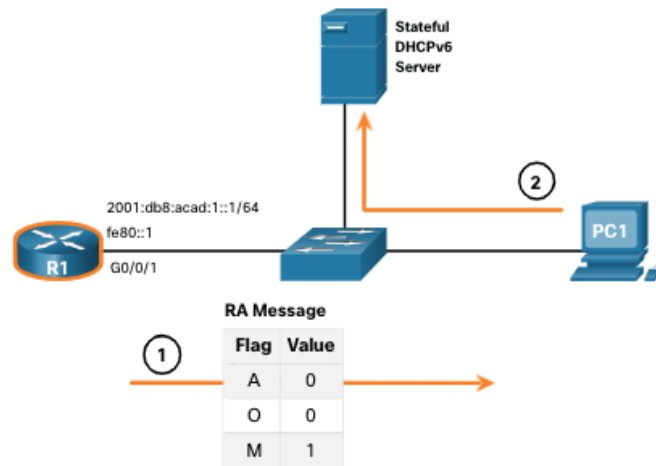 Stateful
DHCPv6
Server
2
2001:db8:acad:1::1/64
fe80::1
PC1
R1
G0/0/1
RA Message
1
Flag Value
A 0
O 0
M 1